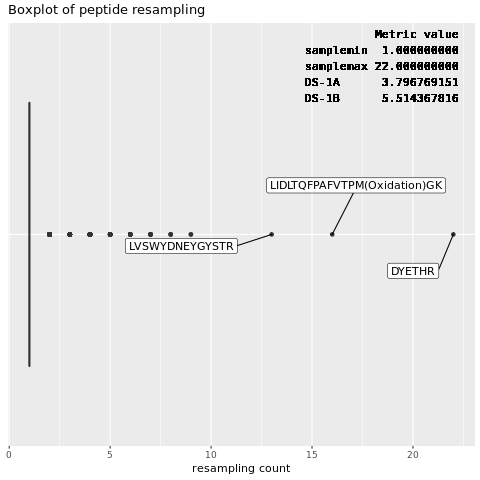 Boxplot of peptide resampling
Metric value
samplemin 1.000000000
samplemax 22.000000000
DS-1A 3.796769151
DS-1B 5.514367816
LIDLTQFPAFVTPM(Oxidation)GK
LVSWYDNEYGYSTR
DYETHR
0 5 10 15 20
resampling count